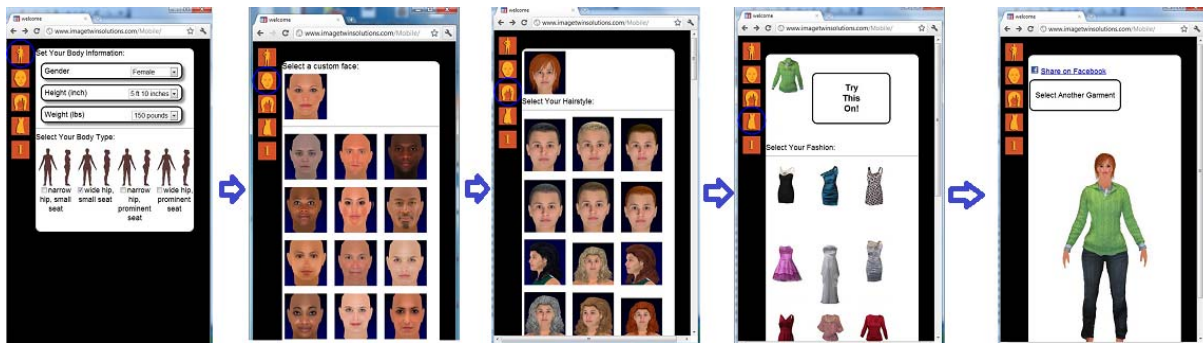 welcome
www.imagetwinsolutions.com/Mobile/
Set Your Body Information:
Gender Female
Height (inch) 5 ft 10 inches
Weight (lbs) 150 pounds
Select Your Body Type:
narrow hip, small seat
wide hip, small seat
narrow hip, prominent seat
wide hip, prominent seat
welcome
www.imagetwinsolutions.com/Mobile/
Select a custom face:
welcome
www.imagetwinsolutions.com/Mobile/
Select Your Hairstyle:
welcome
www.imagetwinsolutions.com/Mobile/
Try
This
On!
Select Your Fashion:
welcome
www.imagetwinsolutions.com/Mobile/
Share on Facebook
Select Another Garment